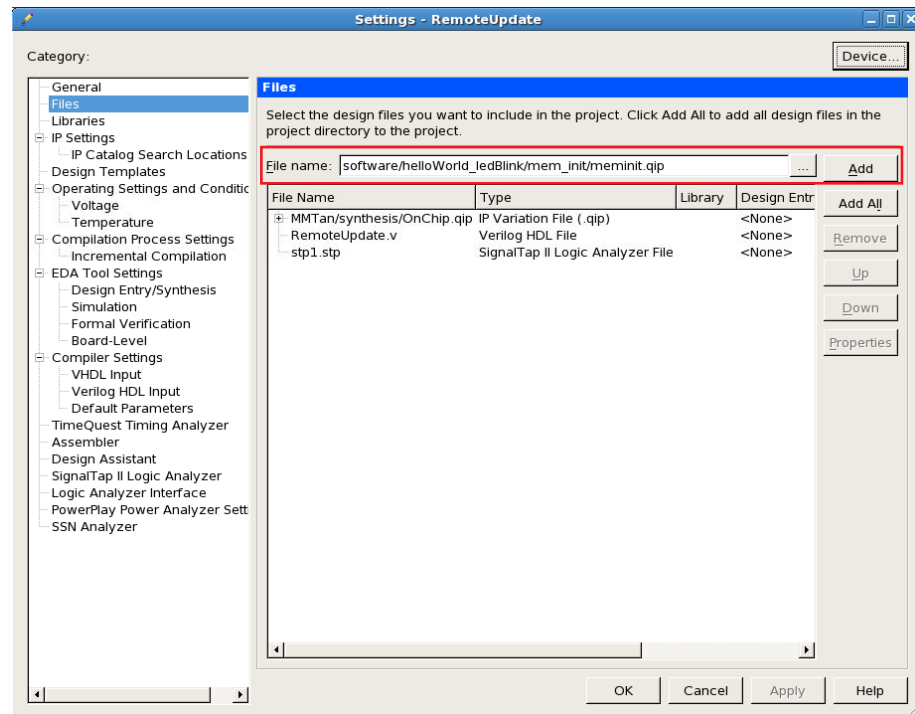 Settings - RemoteUpdate
Category:
Device...
General
Files
Libraries
IP Settings
IP Catalog Search Locations
Design Templates
Operating Settings and Conditic
Voltage
Temperature
Compilation Process Settings
Incremental Compilation
EDA Tool Settings
Design Entry/Synthesis
Simulation
Formal Verification
Board-Level
Compiler Settings
VHDL Input
Verilog HDL Input
Default Parameters
TimeQuest Timing Analyzer
Assembler
Design Assistant
SignalTap II Logic Analyzer
Logic Analyzer Interface
PowerPlay Power Analyzer Sett
SSN Analyzer
Files
Select the design files you want to include in the project. Click Add All to add all design files in the
project directory to the project.
File name: software/helloWorld_ledBlink/mem_init/meminit.qip ... Add
File Name Type Library Design Entr
MMTan/synthesis/OnChip.qip IP Variation File (.qip) <None>
RemoteUpdate.v Verilog HDL File <None>
stp1.stp SignalTap II Logic Analyzer File <None>
Add All
Remove
Up
Down
Properties
OK Cancel Apply Help